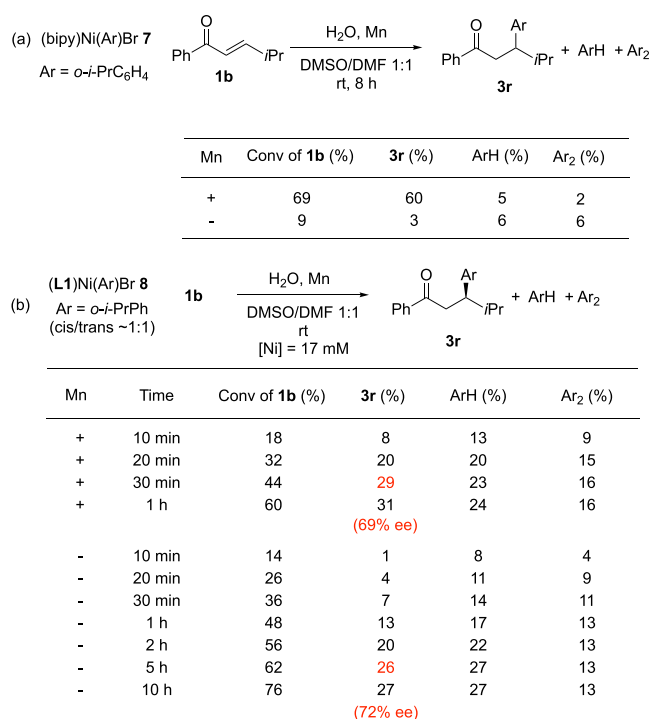 (a) (bipy)Ni(Ar)Br 7
Ar = o-i-PrC6H4
O
Ph
iPr
1b
H2O, Mn
DMSO/DMF 1:1
rt, 8 h
O
Ar
Ph
iPr
3r
+ ArH + Ar2
Mn Conv of 1b (%) 3r (%) ArH (%) Ar2 (%)
+ 69 60 5 2
- 9 3 6 6
(b) (L1)Ni(Ar)Br 8
Ar = o-i-PrPh
(cis/trans ~1:1)
1b
H2O, Mn
DMSO/DMF 1:1
rt
[Ni] = 17 mM
O
Ar
Ph
iPr
3r
+ ArH + Ar2
Mn Time Conv of 1b (%) 3r (%) ArH (%) Ar2 (%)
+ 10 min 18 8 13 9
+ 20 min 32 20 20 15
+ 30 min 44 29 23 16
+ 1 h 60 31 24 16
(69% ee)
- 10 min 14 1 8 4
- 20 min 26 4 11 9
- 30 min 36 7 14 11
- 1 h 48 13 17 13
- 2 h 56 20 22 13
- 5 h 62 26 27 13
- 10 h 76 27 27 13
(72% ee)